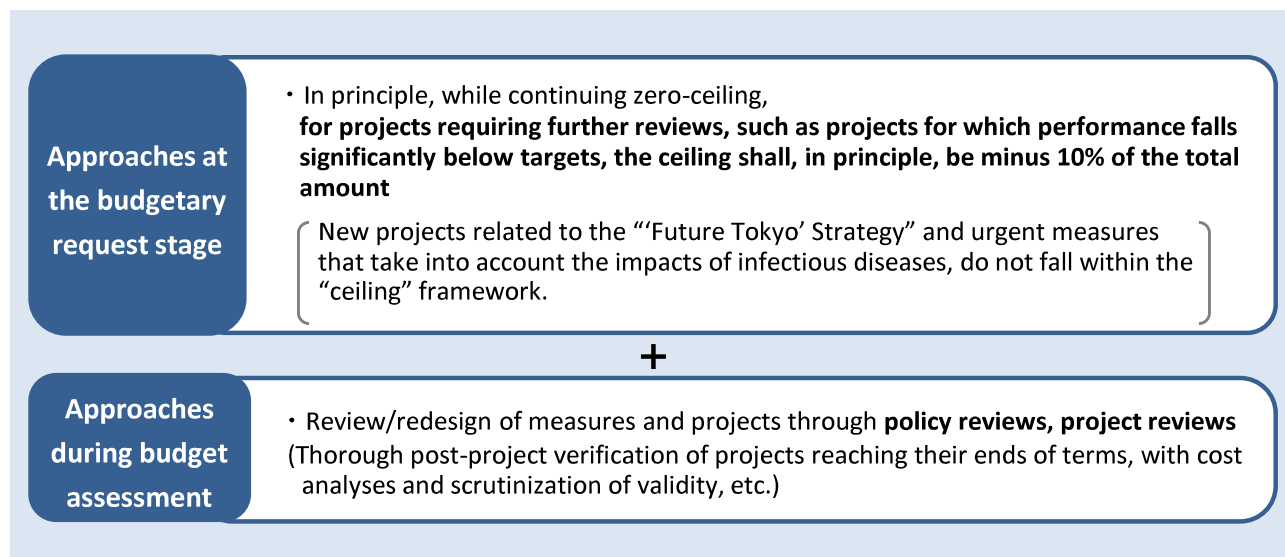 Approaches at
the budgetary
request stage
・In principle, while continuing zero-ceiling,
for projects requiring further reviews, such as projects for which performance falls
significantly below targets, the ceiling shall, in principle, be minus 10% of the total
amount
New projects related to the “‘Future Tokyo’ Strategy” and urgent measures
that take into account the impacts of infectious diseases, do not fall within the
“ceiling” framework.
+
Approaches
during budget
assessment
・Review/redesign of measures and projects through policy reviews, project reviews
(Thorough post-project verification of projects reaching their ends of terms, with cost
analyses and scrutinization of validity, etc.)